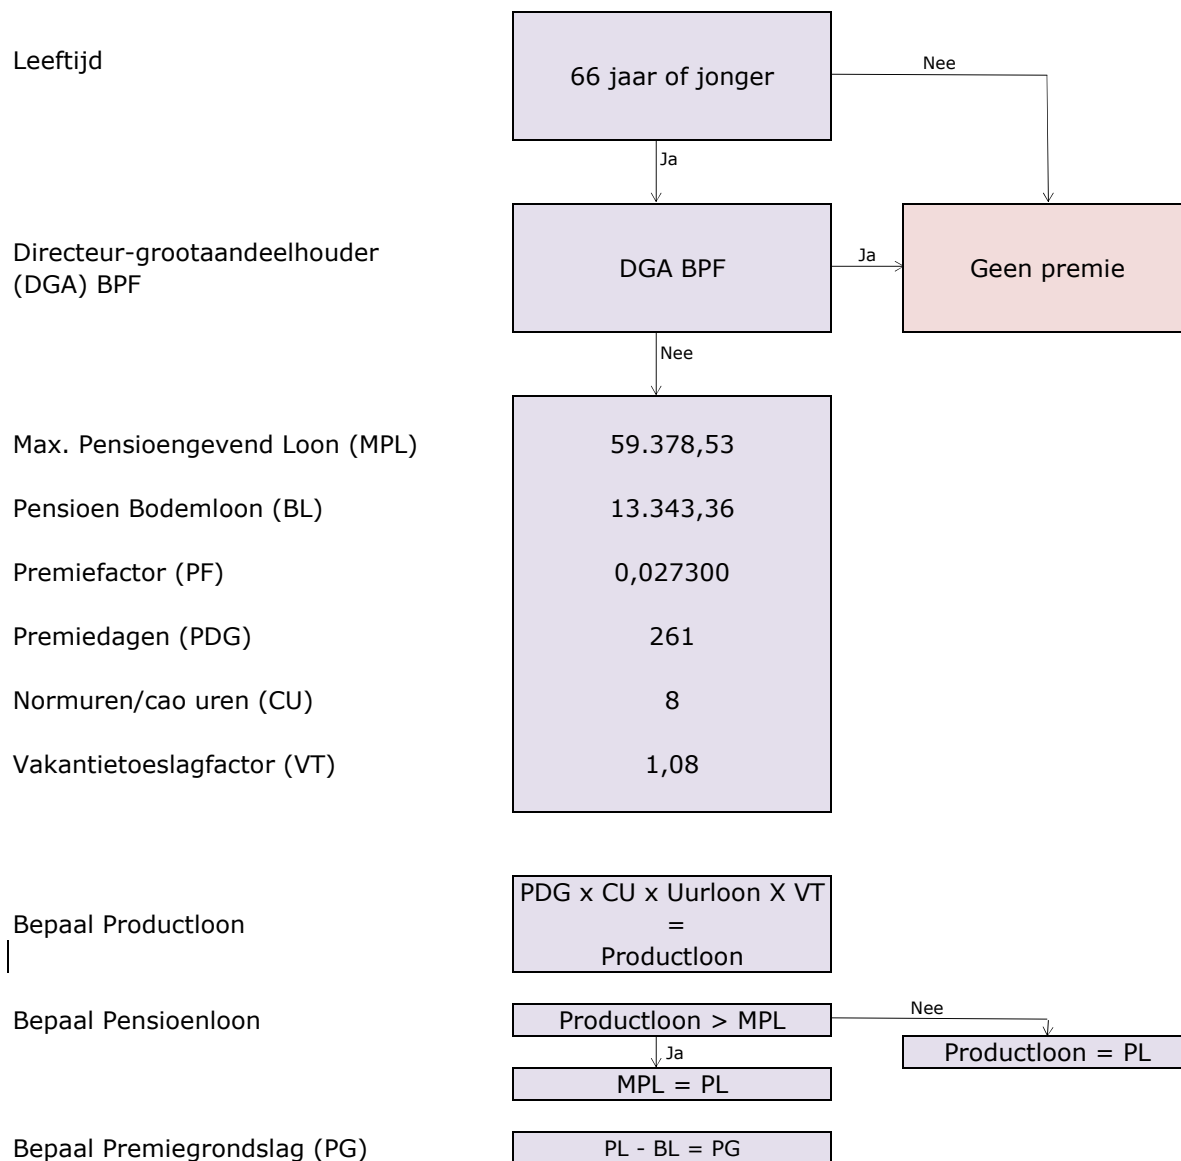 Leeftijd
66 jaar of jonger
Nee
Ja
Directeur-grootaandeelhouder
(DGA) BPF
DGA BPF
Ja
Geen premie
Nee
Max. Pensioengevend Loon (MPL)
59.378,53
Pensioen Bodemloon (BL)
13.343,36
Premiefactor (PF)
0,027300
Premiedagen (PDG)
261
Normuren/cao uren (CU)
8
Vakantietoeslagfactor (VT)
1,08
Bepaal Productloon
PDG x CU x Uurloon X VT
=
Productloon
Bepaal Pensioenloon
Productloon > MPL
Nee
Productloon = PL
Ja
MPL = PL
Bepaal Premiegrondslag (PG)
PL - BL = PG